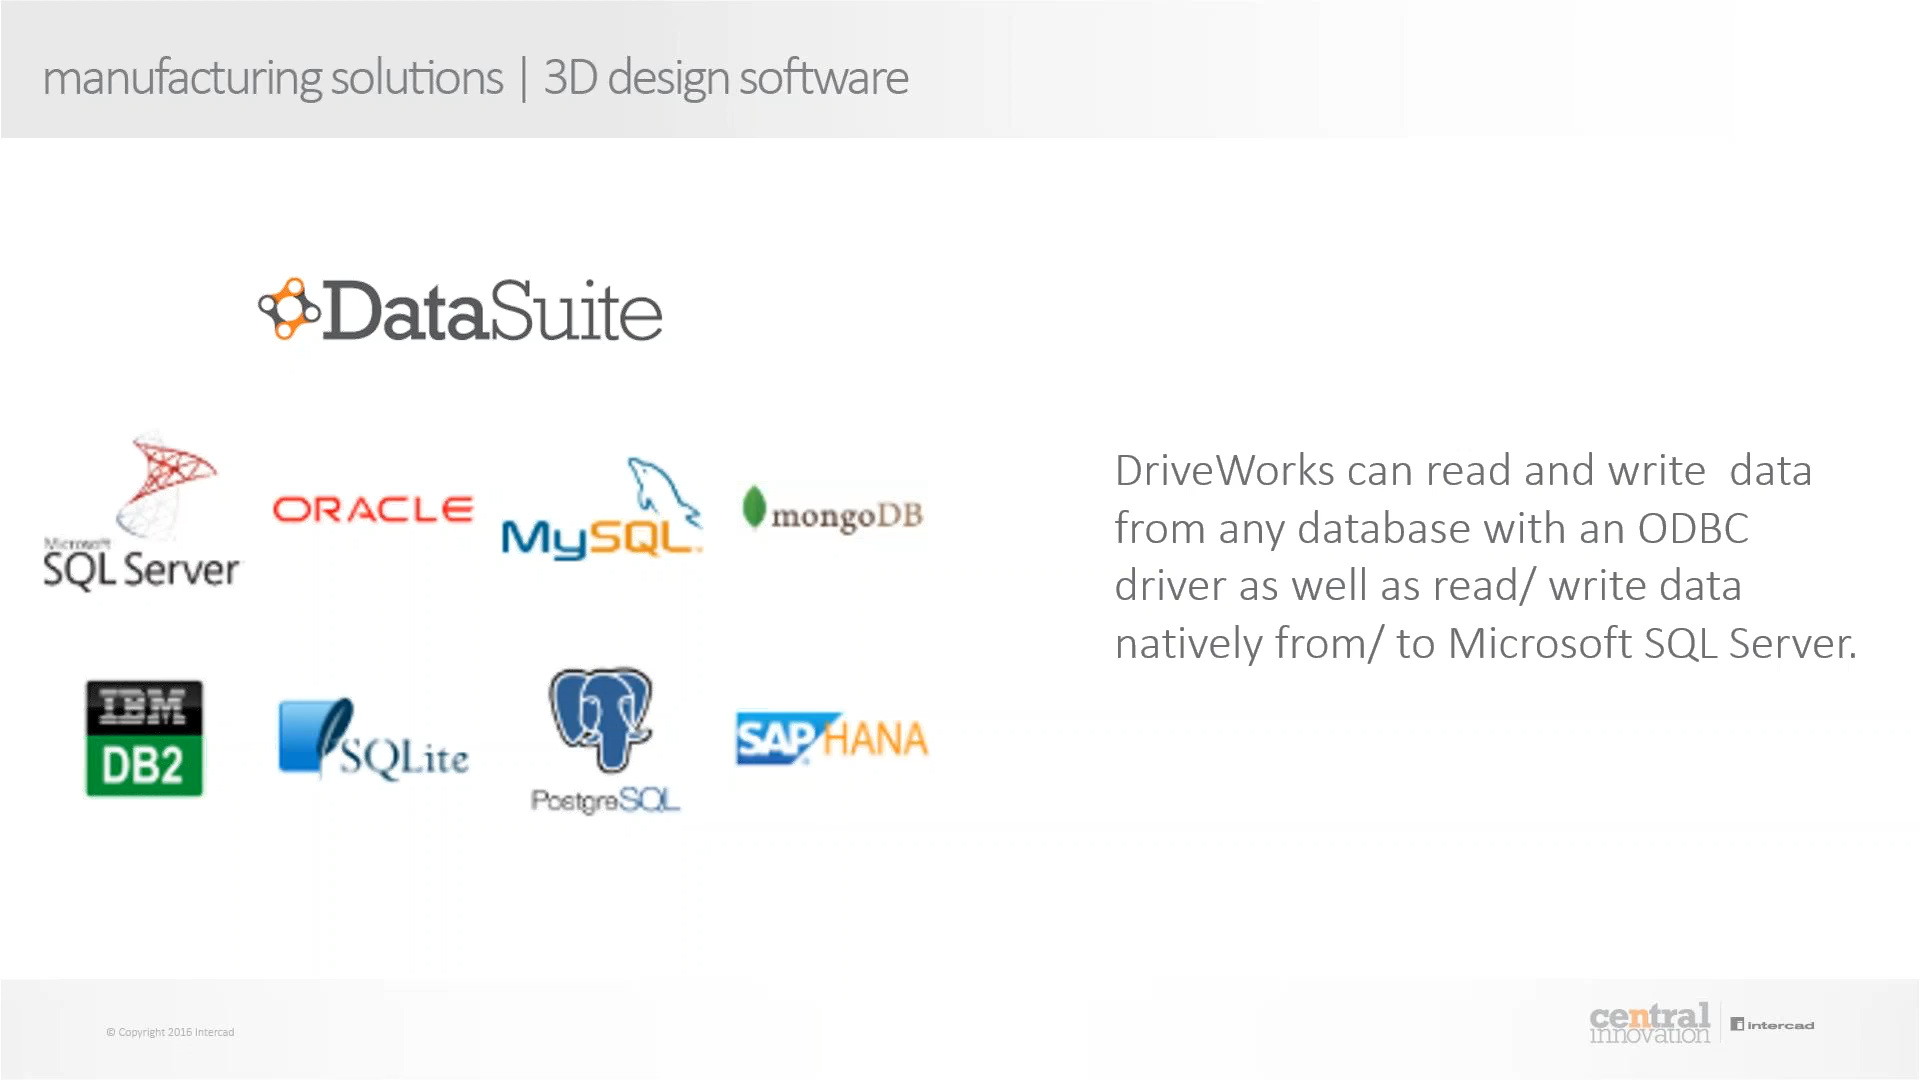 manufacturing solutions | 3D design software
DataSuite
Microsoft
SQL Server
ORACLE
MySQL
mongoDB
DriveWorks can read and write  data
from any database with an ODBC
driver as well as read/ write data
natively from/ to Microsoft SQL Server.
IBM
DB2
SQLite
PostgreSQL
SAP HANA
© Copyright 2016 Intercad
central
innovation
intercad